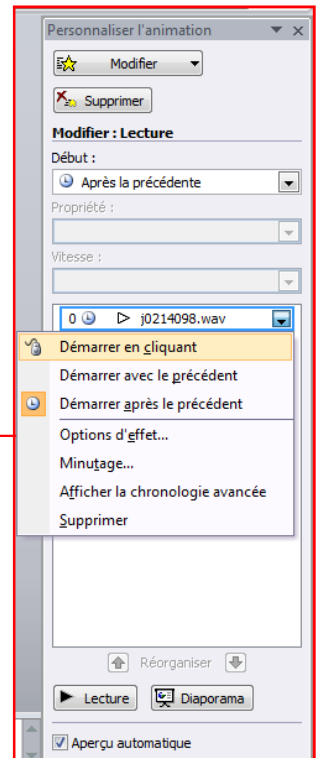 Personnaliser l'animation
Modifier
Supprimer
Modifier : Lecture
Début :
Après la précédente
Propriété :
Vitesse :
0 j0214098.wav
Démarrer en cliquant
Démarrer avec le précédent
Démarrer après le précédent
Options d'effet...
Minutage...
Afficher la chronologie avancée
Supprimer
Réorganiser
Lecture Diaporama
Aperçu automatique